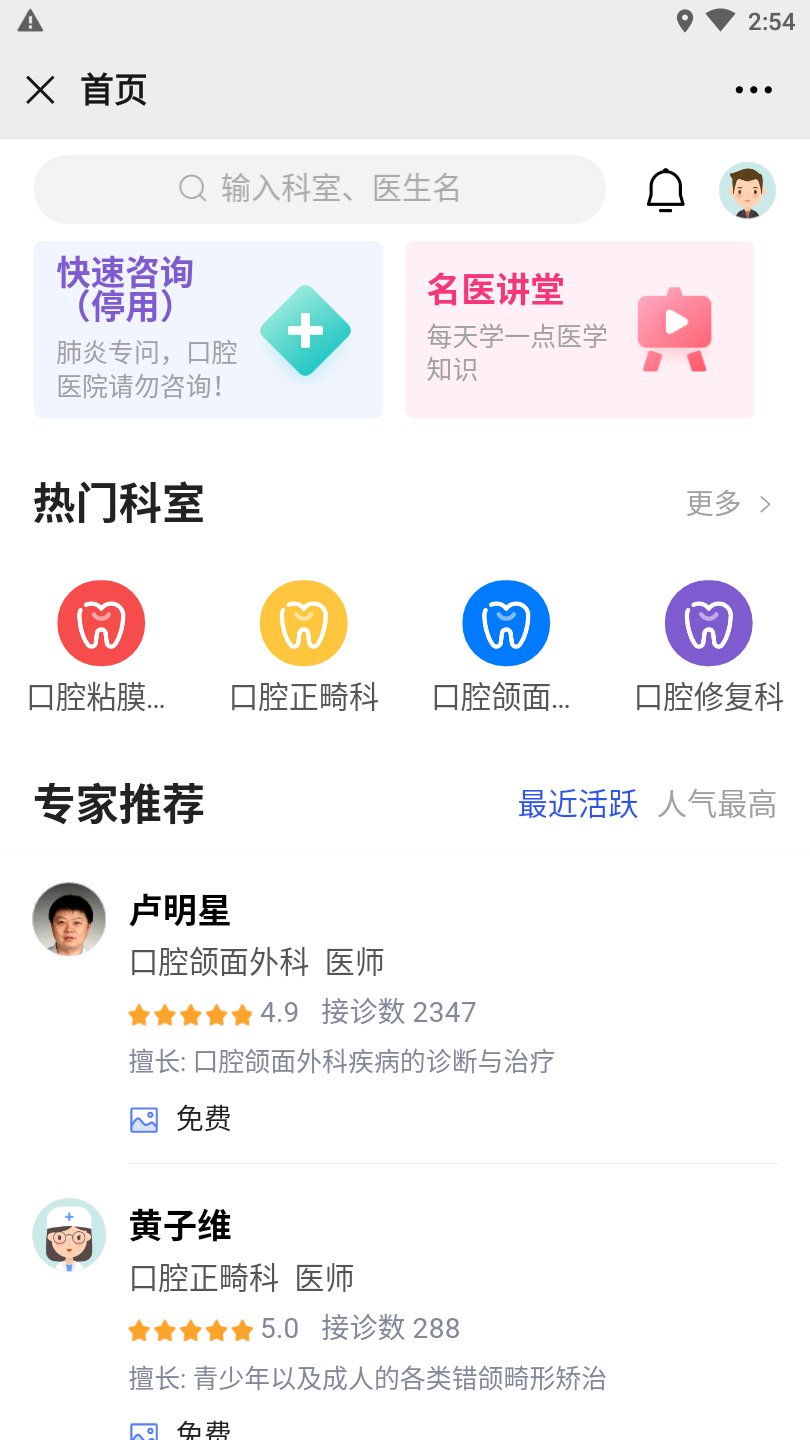 2:54
首页
输入科室、医生名
快速咨询
（停用）
肺炎专问，口腔
医院请勿咨询！
名医讲堂
每天学一点医学
知识
热门科室
更多
口腔粘膜...
口腔正畸科
口腔颌面...
口腔修复科
专家推荐
最近活跃
人气最高
卢明星
口腔颌面外科 医师
4.9 接诊数 2347
擅长: 口腔颌面外科疾病的诊断与治疗
免费
黄子维
口腔正畸科 医师
5.0 接诊数 288
擅长: 青少年以及成人的各类错颌畸形矫治
免费